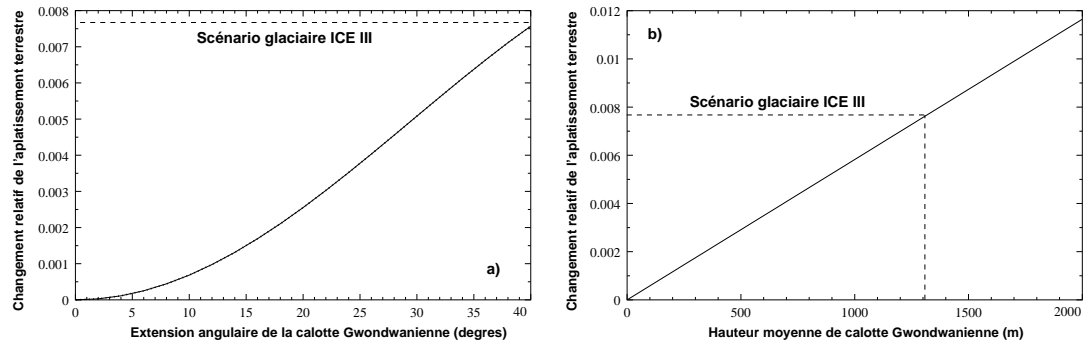 Changement relatif de l'aplatissement terrestre
0.008
0.007
0.006
0.005
0.004
0.003
0.002
0.001
0
Scénario glaciaire ICE III
a)
0 5 10 15 20 25 30 35 40
Extension angulaire de la calotte Gwondwanienne (degres)
Changement relatif de l'aplatissement terrestre
0.012
0.01
0.008
0.006
0.004
0.002
0
b)
Scénario glaciaire ICE III
0 500 1000 1500 2000
Hauteur moyenne de calotte Gwondwanienne (m)